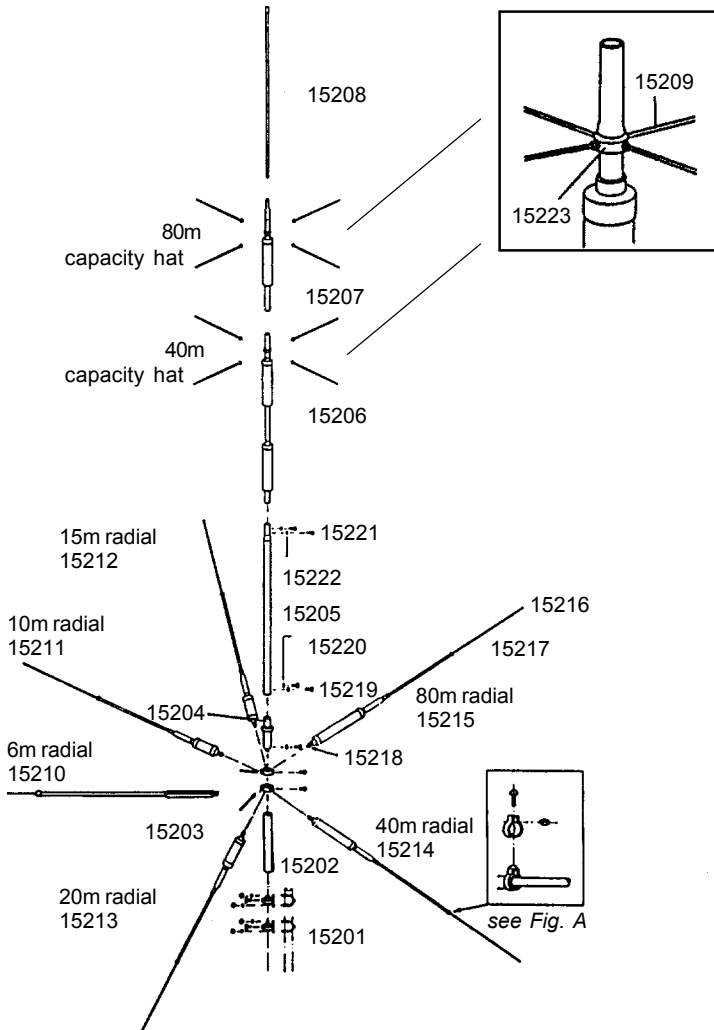 15208
15209
15223
80m
capacity hat
15207
40m
capacity hat
15206
15m radial
15212
15221
15222
15205
15220
15219
10m radial
15211
15216
15217
80m radial
15215
15204
15218
6m radial
15210
15203
40m radial
15214
15202
20m radial
15213
15201
see Fig. A